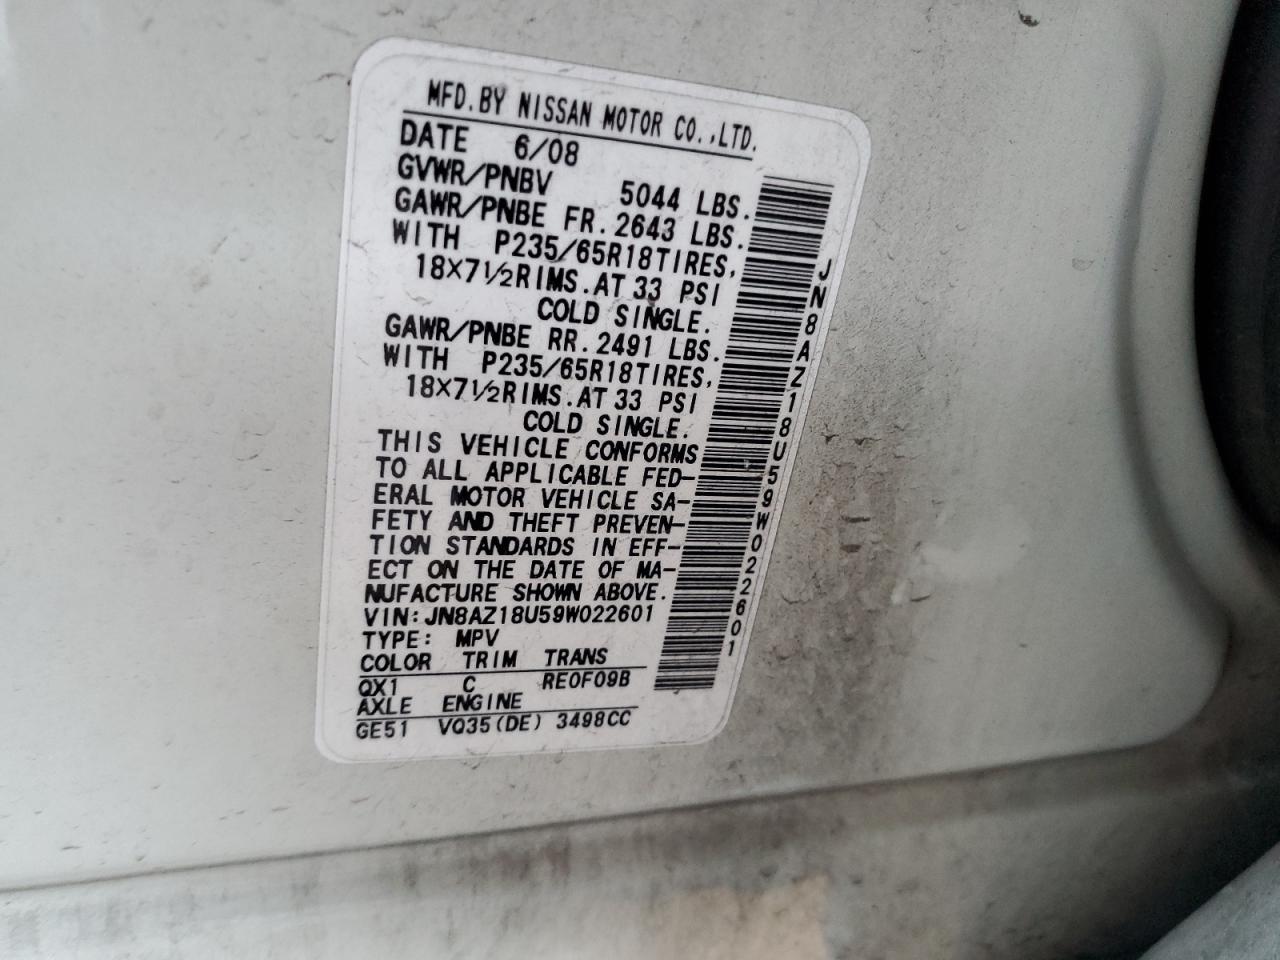 MFD.BY NISSAN MOTOR CO.,LTD.
DATE 6/08
GVWR/PNBV 5044 LBS.
GAWR/PNBE FR. 2643 LBS.
WITH P235/65R18TIRES,
18×7½RIMS.AT 33 PSI
COLD SINGLE.
GAWR/PNBE RR. 2491 LBS.
WITH P235/65R18TIRES,
18×7½RIMS.AT 33 PSI
COLD SINGLE.
THIS VEHICLE CONFORMS
TO ALL APPLICABLE FED-
ERAL MOTOR VEHICLE SA-
FETY AND THEFT PREVEN-
TION STANDARDS IN EFF-
ECT ON THE DATE OF MA-
NUFACTURE SHOWN ABOVE.
VIN:JN8AZ18U59W022601
TYPE: MPV
COLOR TRIM TRANS
QX1 C RE0F09B
AXLE ENGINE
GE51 VQ35(DE) 3498CC
JN8AZ18U59W022601